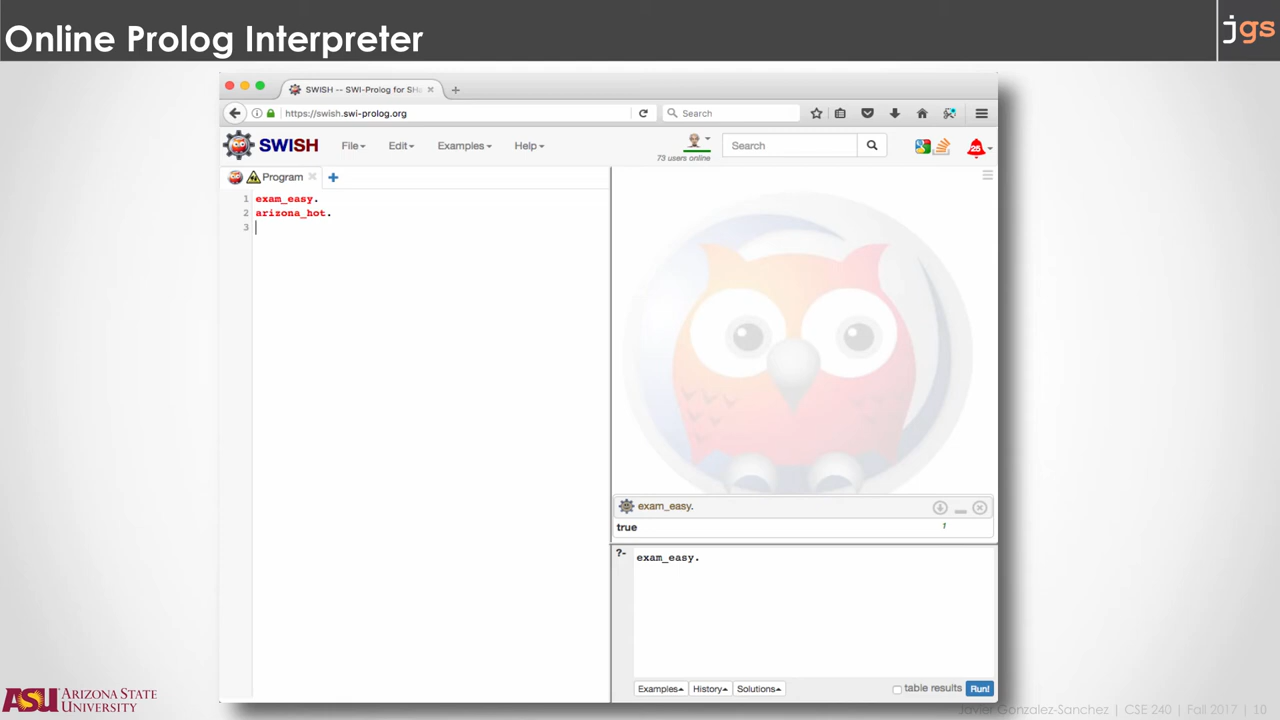 Online Prolog Interpreter
jgs
SWISH -- SWI-Prolog for SH
https://swish.swi-prolog.org
Search
SWISH
File
Edit
Examples
Help
73 users online
Search
26
Program
1 exam_easy.
2 arizona_hot.
3
exam_easy.
true
1
?- exam_easy.
Examples
History
Solutions
table results
Run!
ASU ARIZONA STATE
UNIVERSITY
Javier Gonzalez-Sanchez | CSE 240 | Fall 2017 | 10